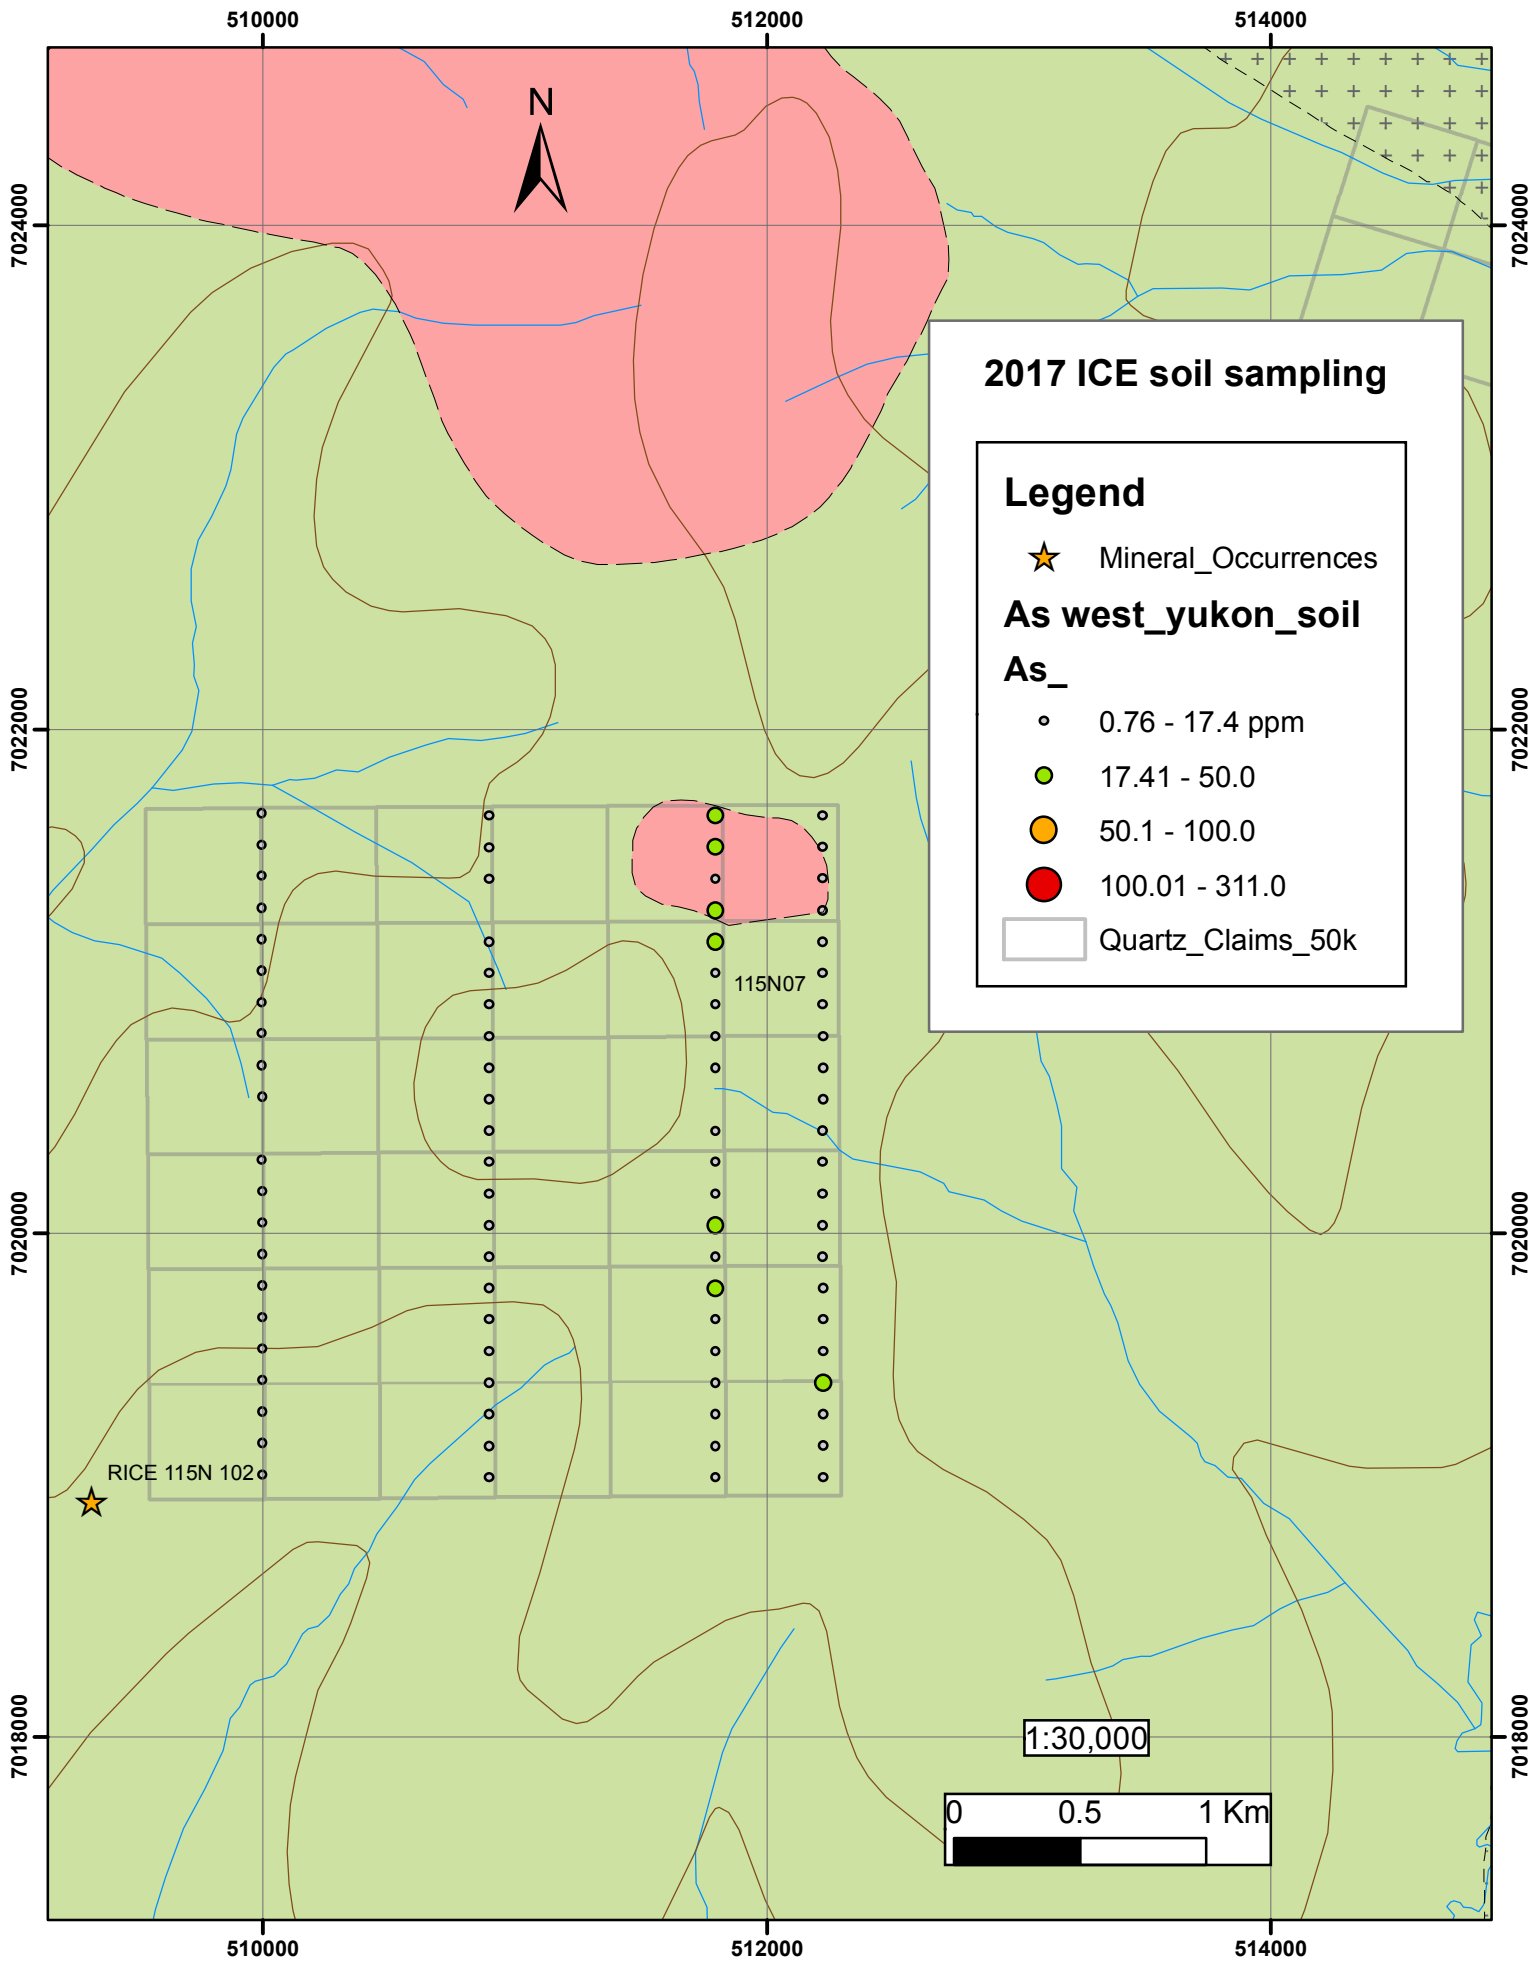 510000
512000
514000
N
7024000
7024000
2017 ICE soil sampling
Legend
Mineral_Occurrences
As west_yukon_soil
As_
0.76 - 17.4 ppm
17.41 - 50.0
50.1 - 100.0
100.01 - 311.0
Quartz_Claims_50k
7022000
7022000
115N07
7020000
7020000
RICE 115N 102
7018000
7018000
1:30,000
0 0.5 1 Km
510000
512000
514000